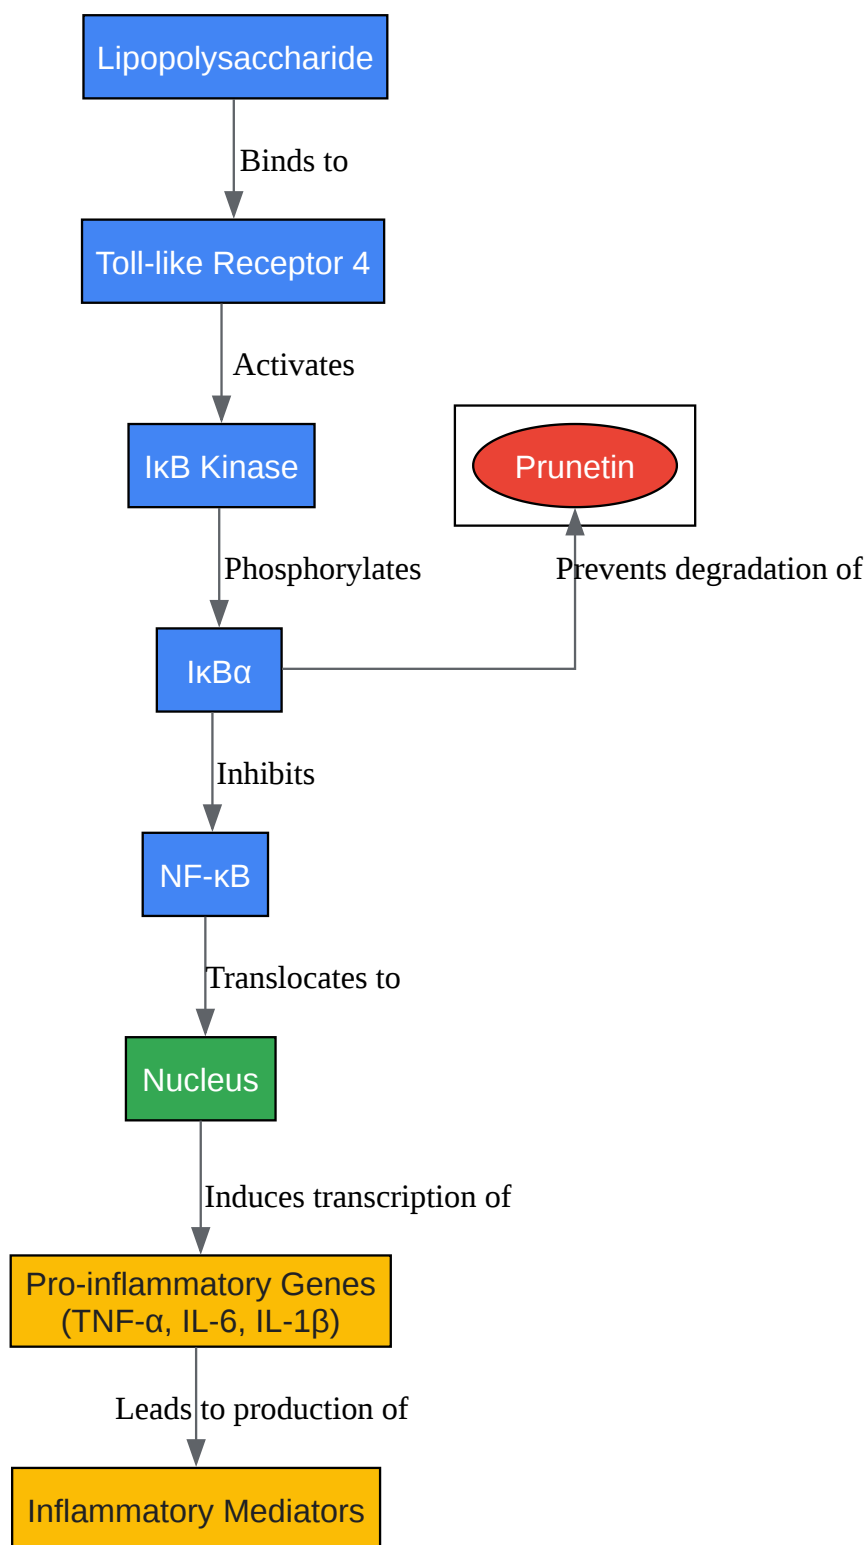 Lipopolysaccharide
Binds to
Toll-like Receptor 4
Activates
IκB Kinase
Prunetin
Phosphorylates
Prevents degradation of
IκBα
Inhibits
NF-κB
Translocates to
Nucleus
Induces transcription of
Pro-inflammatory Genes
(TNF-α, IL-6, IL-1β)
Leads to production of
Inflammatory Mediators